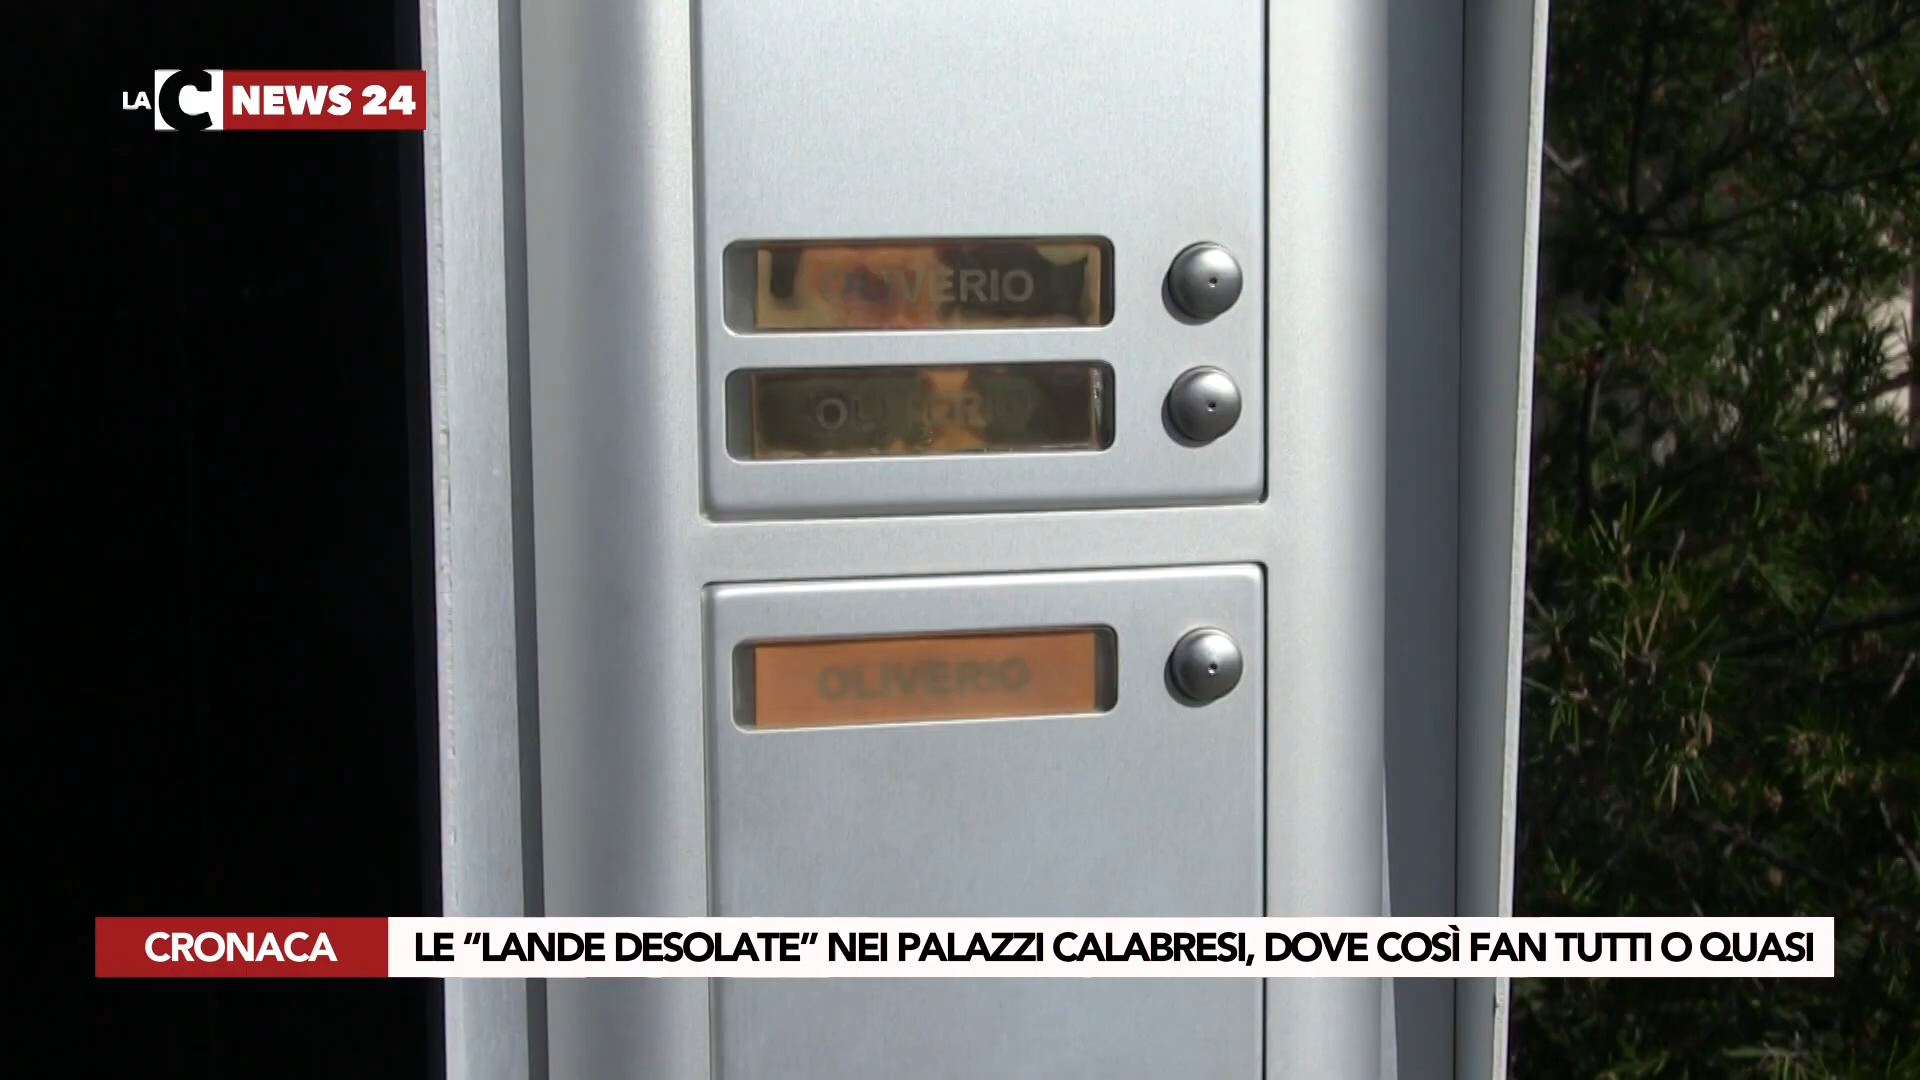 LA C NEWS 24
OLIVERIO
OLIVERIO
OLIVERIO
CRONACA LE “LANDE DESOLATE” NEI PALAZZI CALABRESI, DOVE COSÌ FAN TUTTI O QUASI